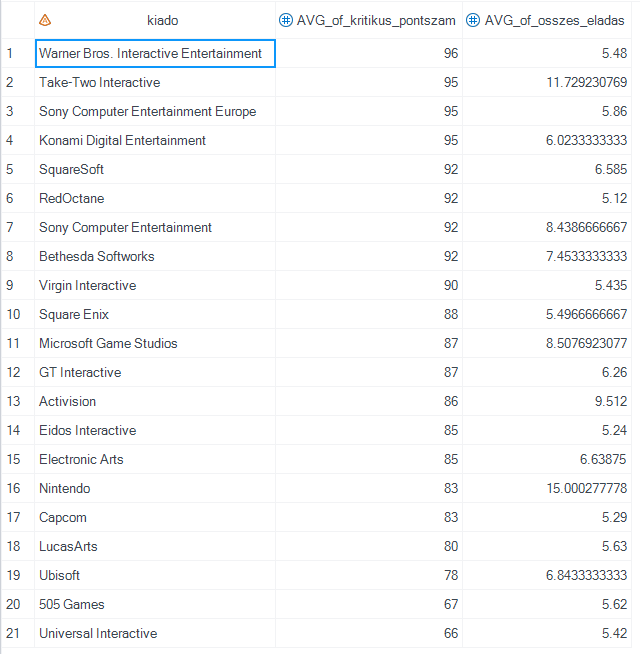 kiado AVG_of_kritikus_pontszam AVG_of_osszes_eladas
1 Warner Bros. Interactive Entertainment 96 5.48
2 Take-Two Interactive 95 11.729230769
3 Sony Computer Entertainment Europe 95 5.86
4 Konami Digital Entertainment 95 6.0233333333
5 SquareSoft 92 6.585
6 RedOctane 92 5.12
7 Sony Computer Entertainment 92 8.4386666667
8 Bethesda Softworks 92 7.4533333333
9 Virgin Interactive 90 5.435
10 Square Enix 88 5.4966666667
11 Microsoft Game Studios 87 8.5076923077
12 GT Interactive 87 6.26
13 Activision 86 9.512
14 Eidos Interactive 85 5.24
15 Electronic Arts 85 6.63875
16 Nintendo 83 15.000277778
17 Capcom 83 5.29
18 LucasArts 80 5.63
19 Ubisoft 78 6.8433333333
20 505 Games 67 5.62
21 Universal Interactive 66 5.42